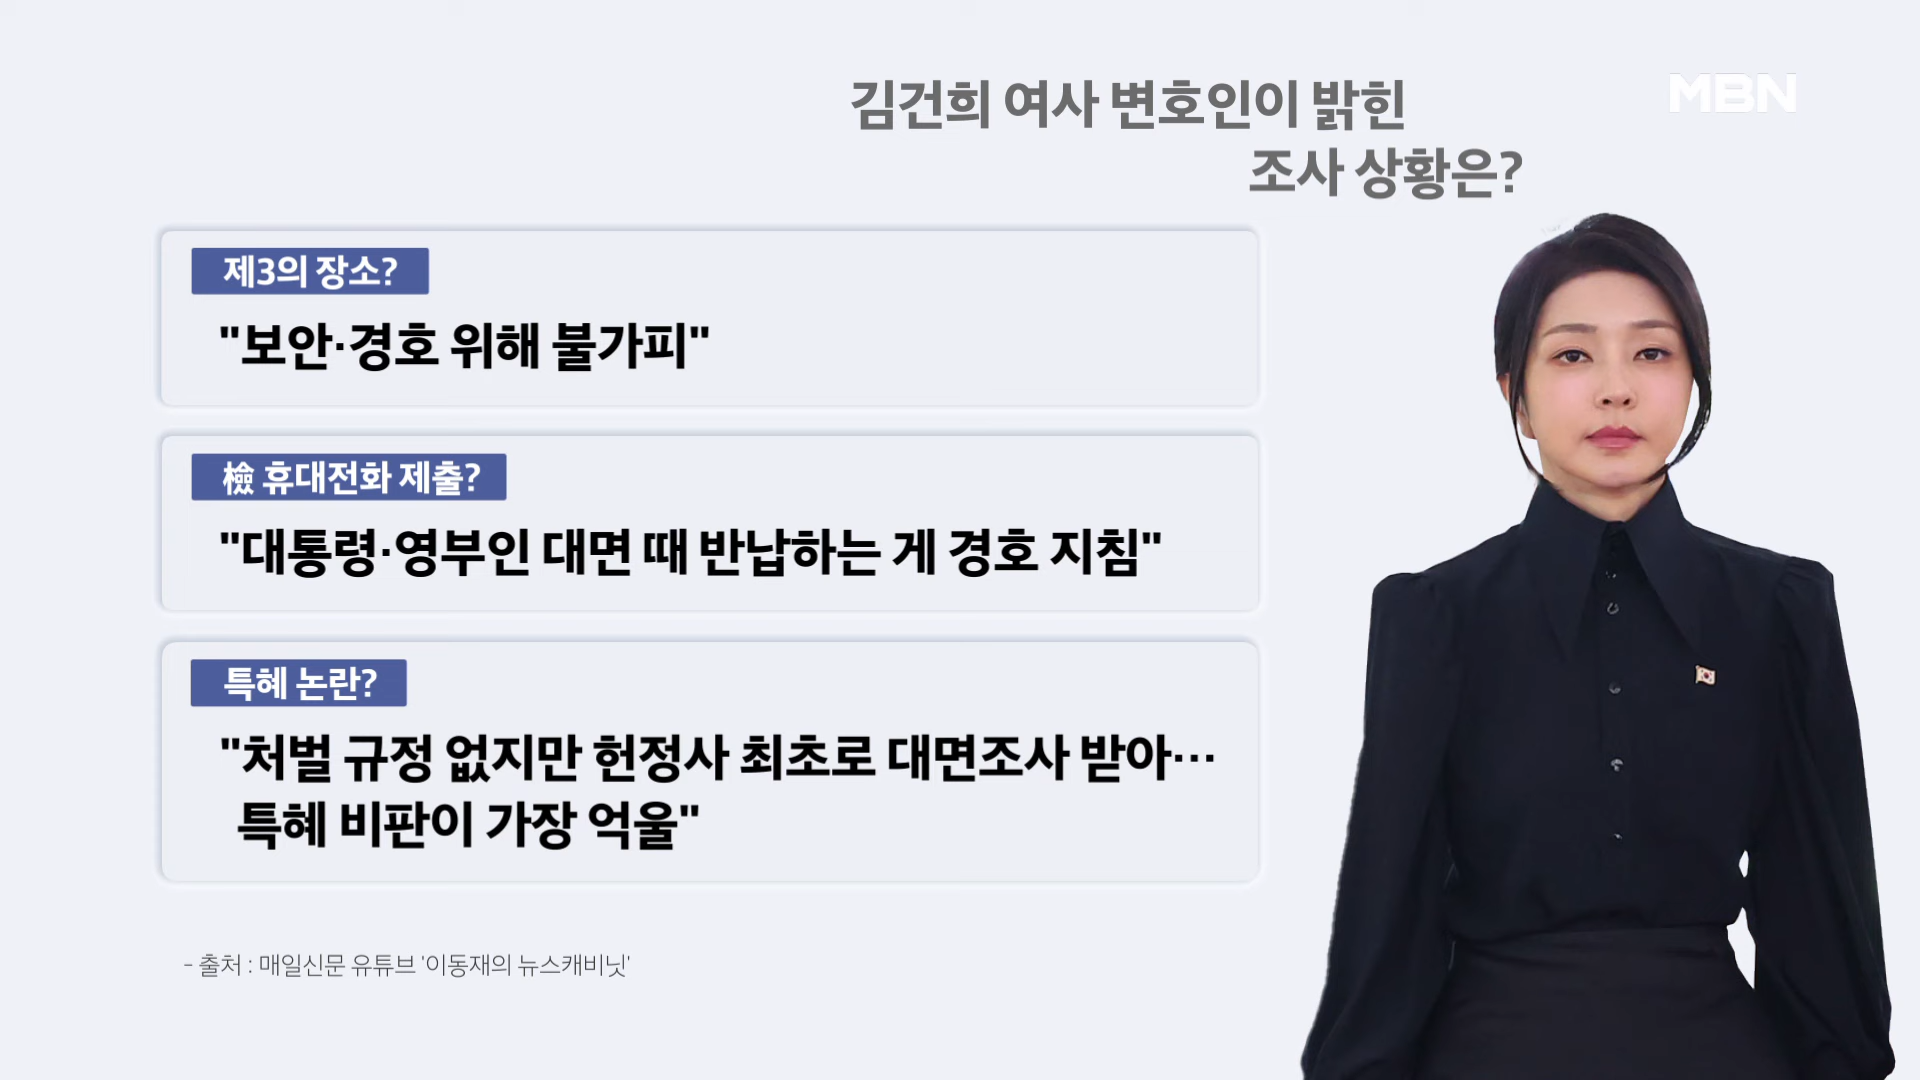 김건희 여사 변호인이 밝힌
조사 상황은?
MBN
제3의 장소?
"보안·경호 위해 불가피"
檢 휴대전화 제출?
"대통령·영부인 대면 때 반납하는 게 경호 지침"
특혜 논란?
"처벌 규정 없지만 헌정사 최초로 대면조사 받아…
특혜 비판이 가장 억울"
- 출처 : 매일신문 유튜브 '이동재의 뉴스캐비닛'